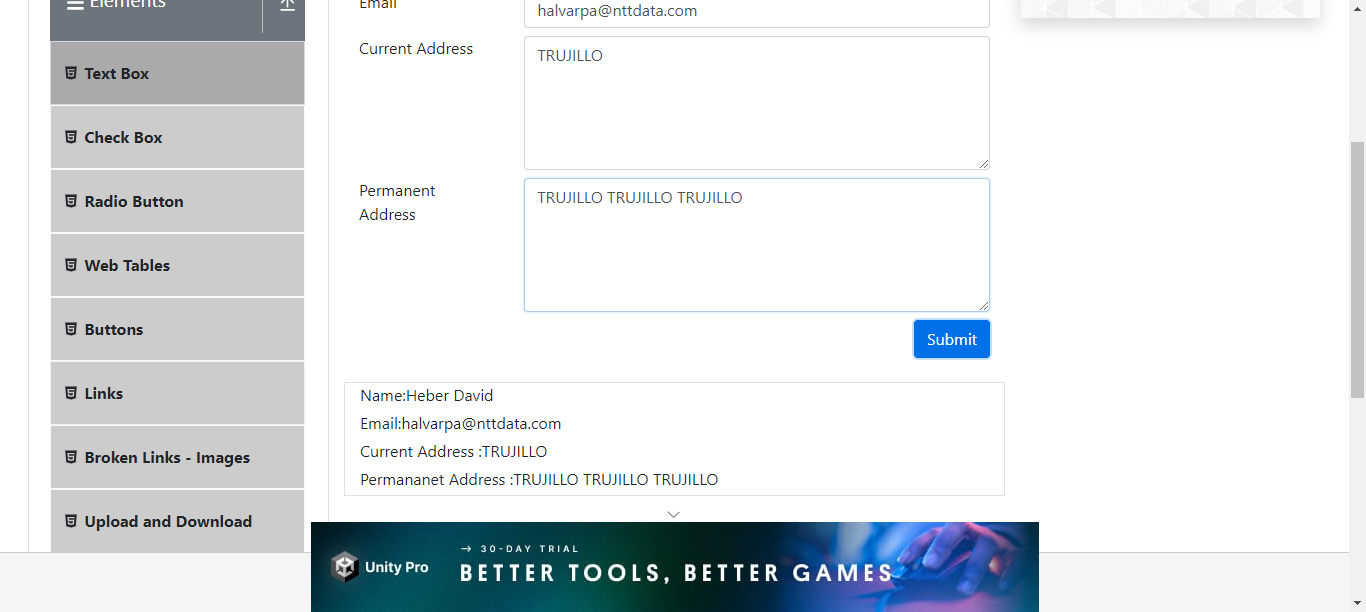 Elements
Text Box
Check Box
Radio Button
Web Tables
Buttons
Links
Broken Links - Images
Upload and Download
Email
halvarpa@nttdata.com
Current Address
TRUJILLO
Permanent
Address
TRUJILLO TRUJILLO TRUJILLO
Submit
Name:Heber David
Email:halvarpa@nttdata.com
Current Address :TRUJILLO
Permananet Address :TRUJILLO TRUJILLO TRUJILLO
Unity Pro
→ 30-DAY TRIAL
BETTER TOOLS, BETTER GAMES